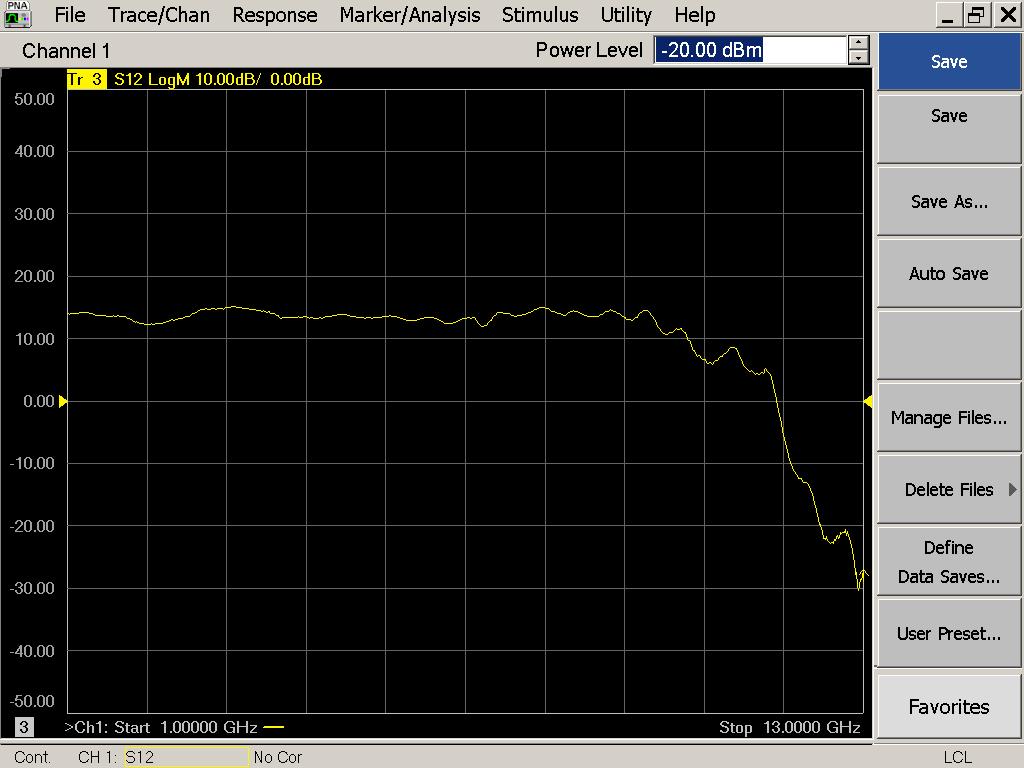 PNA
File Trace/Chan Response Marker/Analysis Stimulus Utility Help
Channel 1 Power Level -20.00 dBm
Save
Tr 3 S12 LogM 10.00dB/ 0.00dB
50.00
Save
40.00
30.00
Save As...
20.00
Auto Save
10.00
0.00
Manage Files...
-10.00
Delete Files
-20.00
Define
Data Saves...
-30.00
User Preset...
-40.00
-50.00
Favorites
3 >Ch1: Start 1.00000 GHz Stop 13.0000 GHz
Cont. CH 1: S12 No Cor LCL